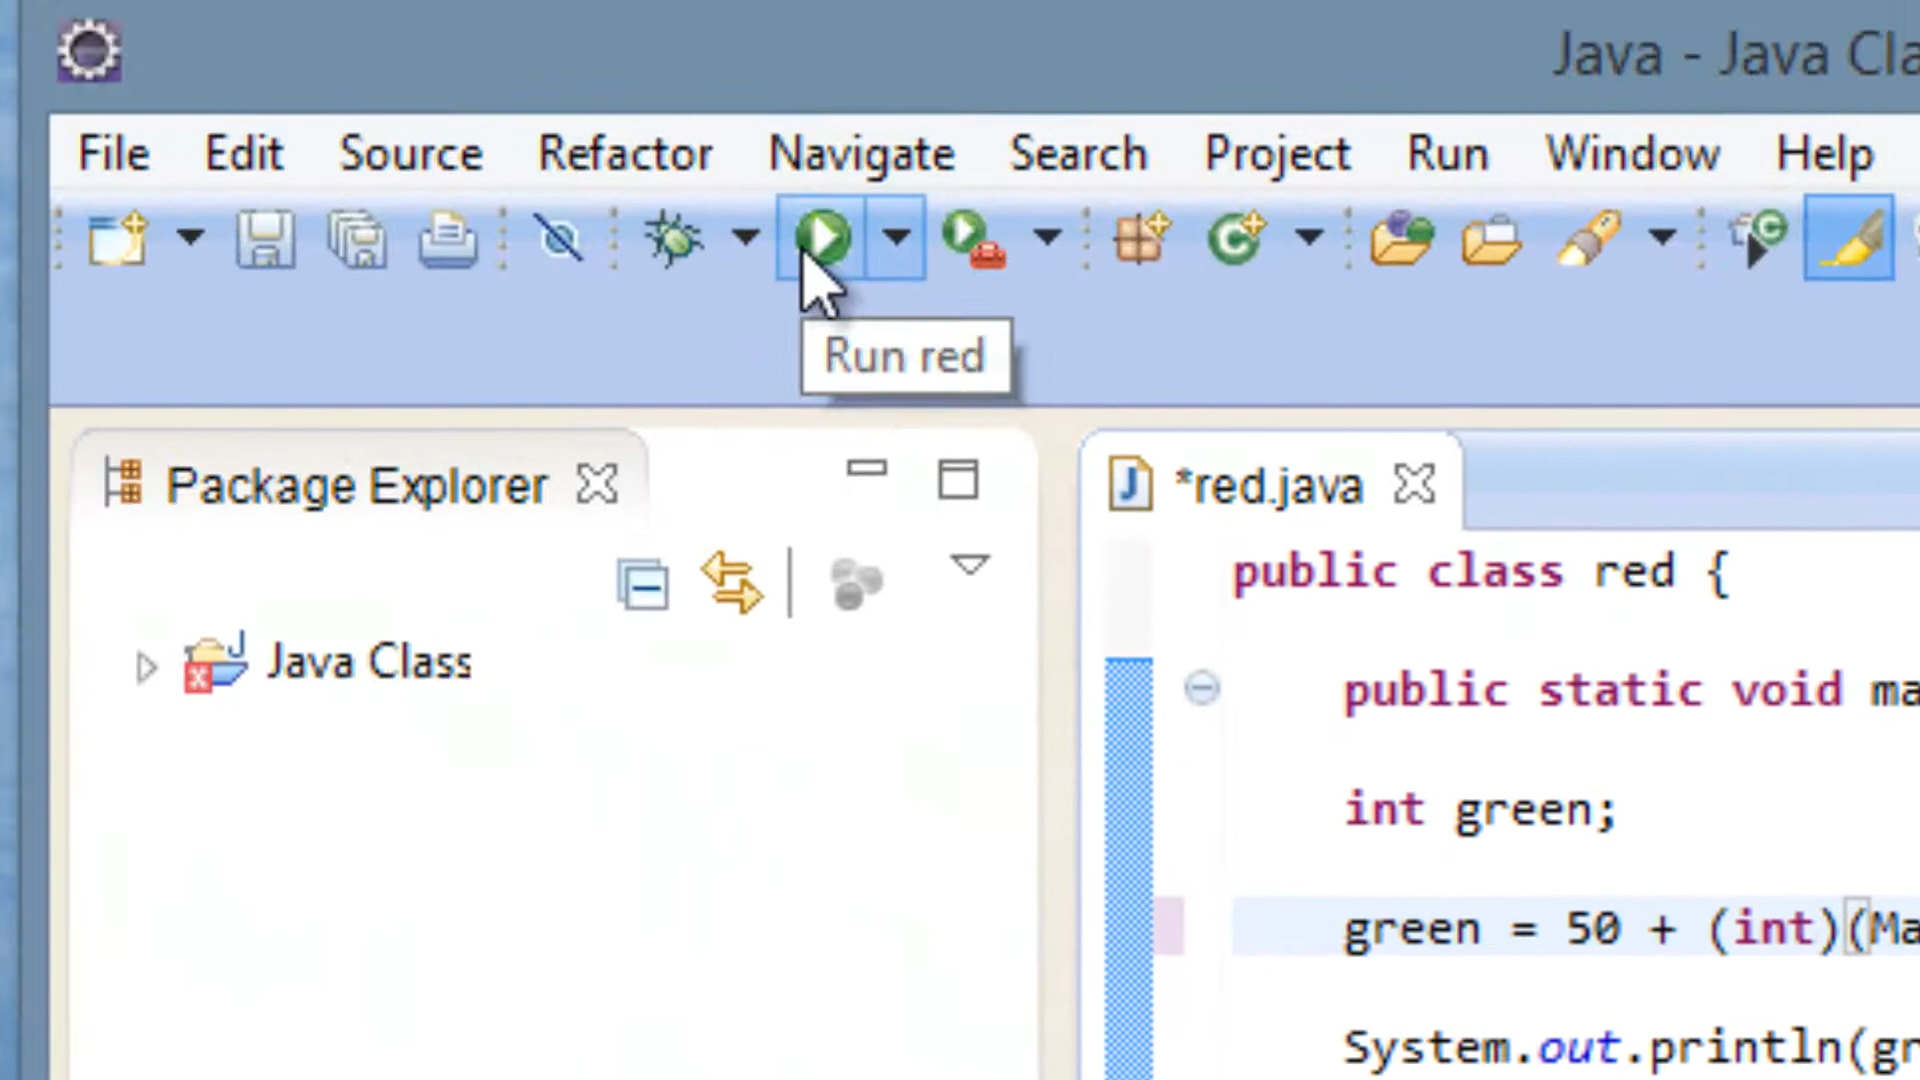 Java - Java Cla
File Edit Source Refactor Navigate Search Project Run Window Help
Run red
Package Explorer
*red.java
Java Class
public class red {
public static void ma
int green;
green = 50 + (int)(Ma
System.out.println(gr